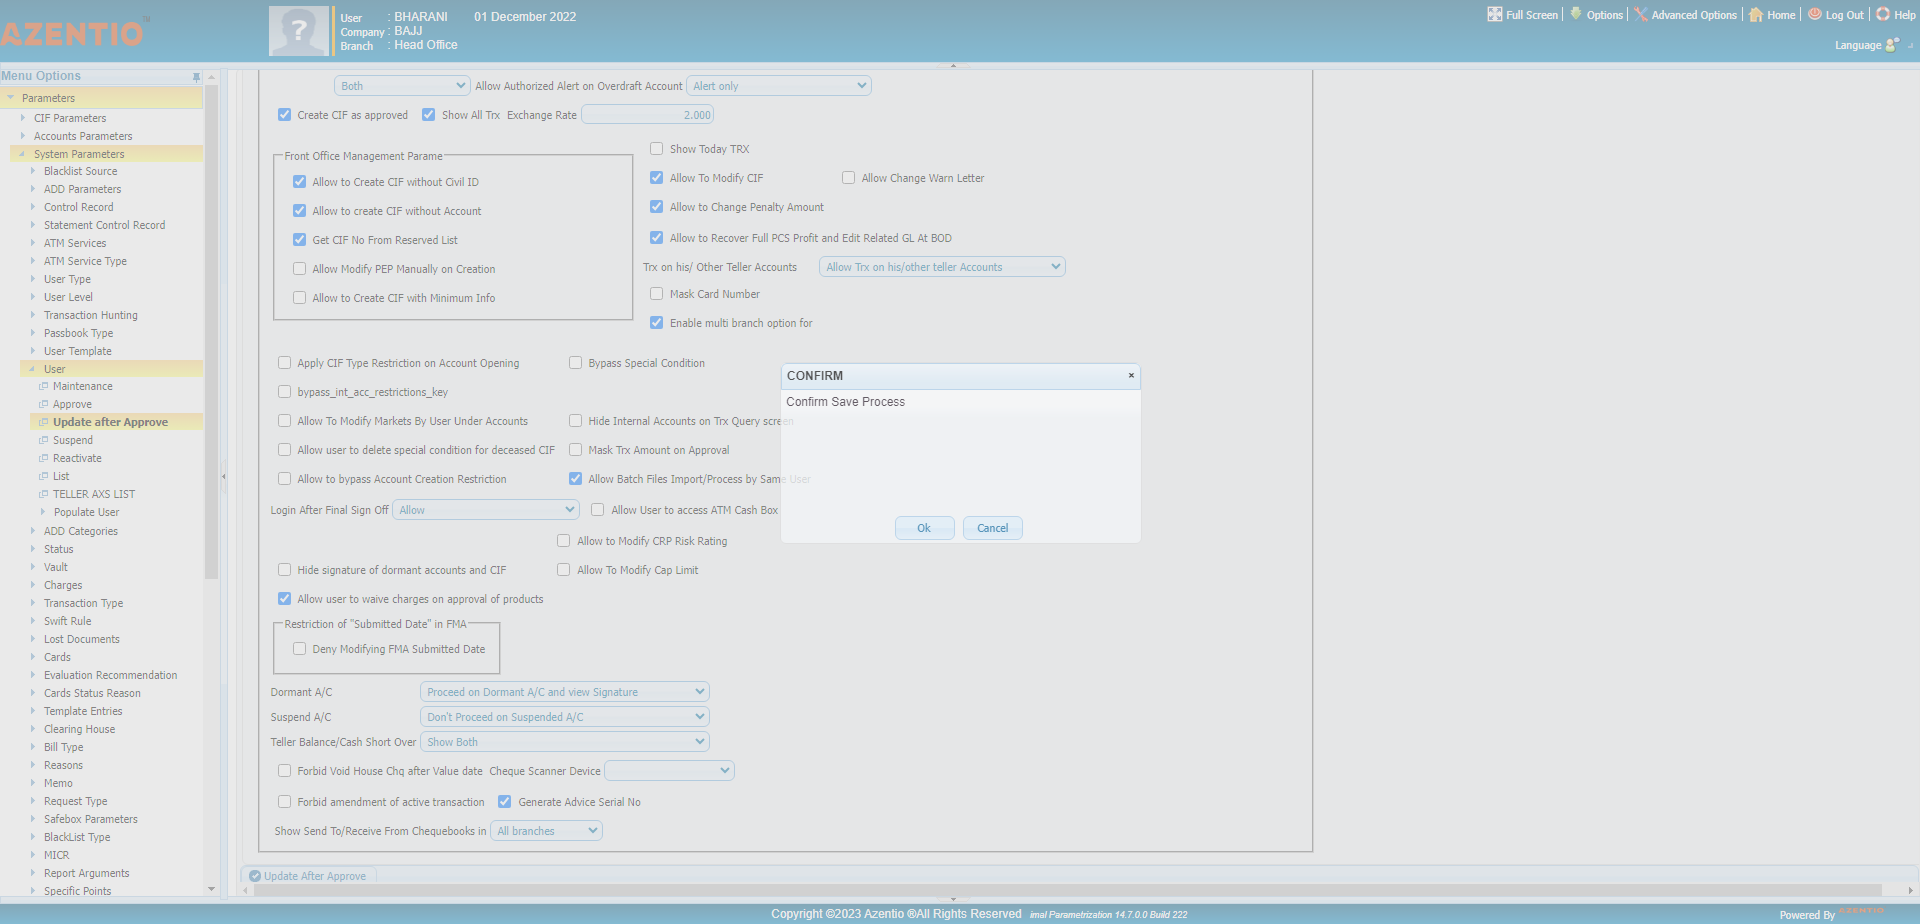 AZENTIO™
User : BHARANI 01 December 2022
Company : BAJJ
Branch : Head Office
Full Screen Options Advanced Options Home Log Out Help
Language
Menu Options
Parameters
CIF Parameters
Accounts Parameters
System Parameters
Blacklist Source
ADD Parameters
Control Record
Statement Control Record
ATM Services
ATM Service Type
User Type
User Level
Transaction Hunting
Passbook Type
User Template
User
Maintenance
Approve
Update after Approve
Suspend
Reactivate
List
TELLER AXS LIST
Populate User
ADD Categories
Status
Vault
Charges
Transaction Type
Swift Rule
Lost Documents
Cards
Evaluation Recommendation
Cards Status Reason
Template Entries
Clearing House
Bill Type
Reasons
Memo
Request Type
Safebox Parameters
BlackList Type
MICR
Report Arguments
Specific Points
Both Allow Authorized Alert on Overdraft Account Alert only
Create CIF as approved Show All Trx Exchange Rate 2.000
Front Office Management Parame
Allow to Create CIF without Civil ID
Allow to create CIF without Account
Get CIF No From Reserved List
Allow Modify PEP Manually on Creation
Allow to Create CIF with Minimum Info
Show Today TRX
Allow To Modify CIF Allow Change Warn Letter
Allow to Change Penalty Amount
Allow to Recover Full PCS Profit and Edit Related GL At BOD
Trx on his/ Other Teller Accounts Allow Trx on his/other teller Accounts
Mask Card Number
Enable multi branch option for
Apply CIF Type Restriction on Account Opening Bypass Special Condition
bypass_int_acc_restrictions_key
Allow To Modify Markets By User Under Accounts Hide Internal Accounts on Trx Query screen
Allow user to delete special condition for deceased CIF Mask Trx Amount on Approval
Allow to bypass Account Creation Restriction Allow Batch Files Import/Process by Same User
Login After Final Sign Off Allow Allow User to access ATM Cash Box
Allow to Modify CRP Risk Rating
Hide signature of dormant accounts and CIF Allow To Modify Cap Limit
Allow user to waive charges on approval of products
Restriction of "Submitted Date" in FMA
Deny Modifying FMA Submitted Date
Dormant A/C Proceed on Dormant A/C and view Signature
Suspend A/C Don't Proceed on Suspended A/C
Teller Balance/Cash Short Over Show Both
Forbid Void House Chq after Value date Cheque Scanner Device
Forbid amendment of active transaction Generate Advice Serial No
Show Send To/Receive From Chequebooks in All branches
CONFIRM ×
Confirm Save Process
Ok Cancel
Update After Approve
Copyright ©2023 Azentio ®All Rights Reserved imal Parametrization 14.7.0.0 Build 222
Powered By AZENTIO